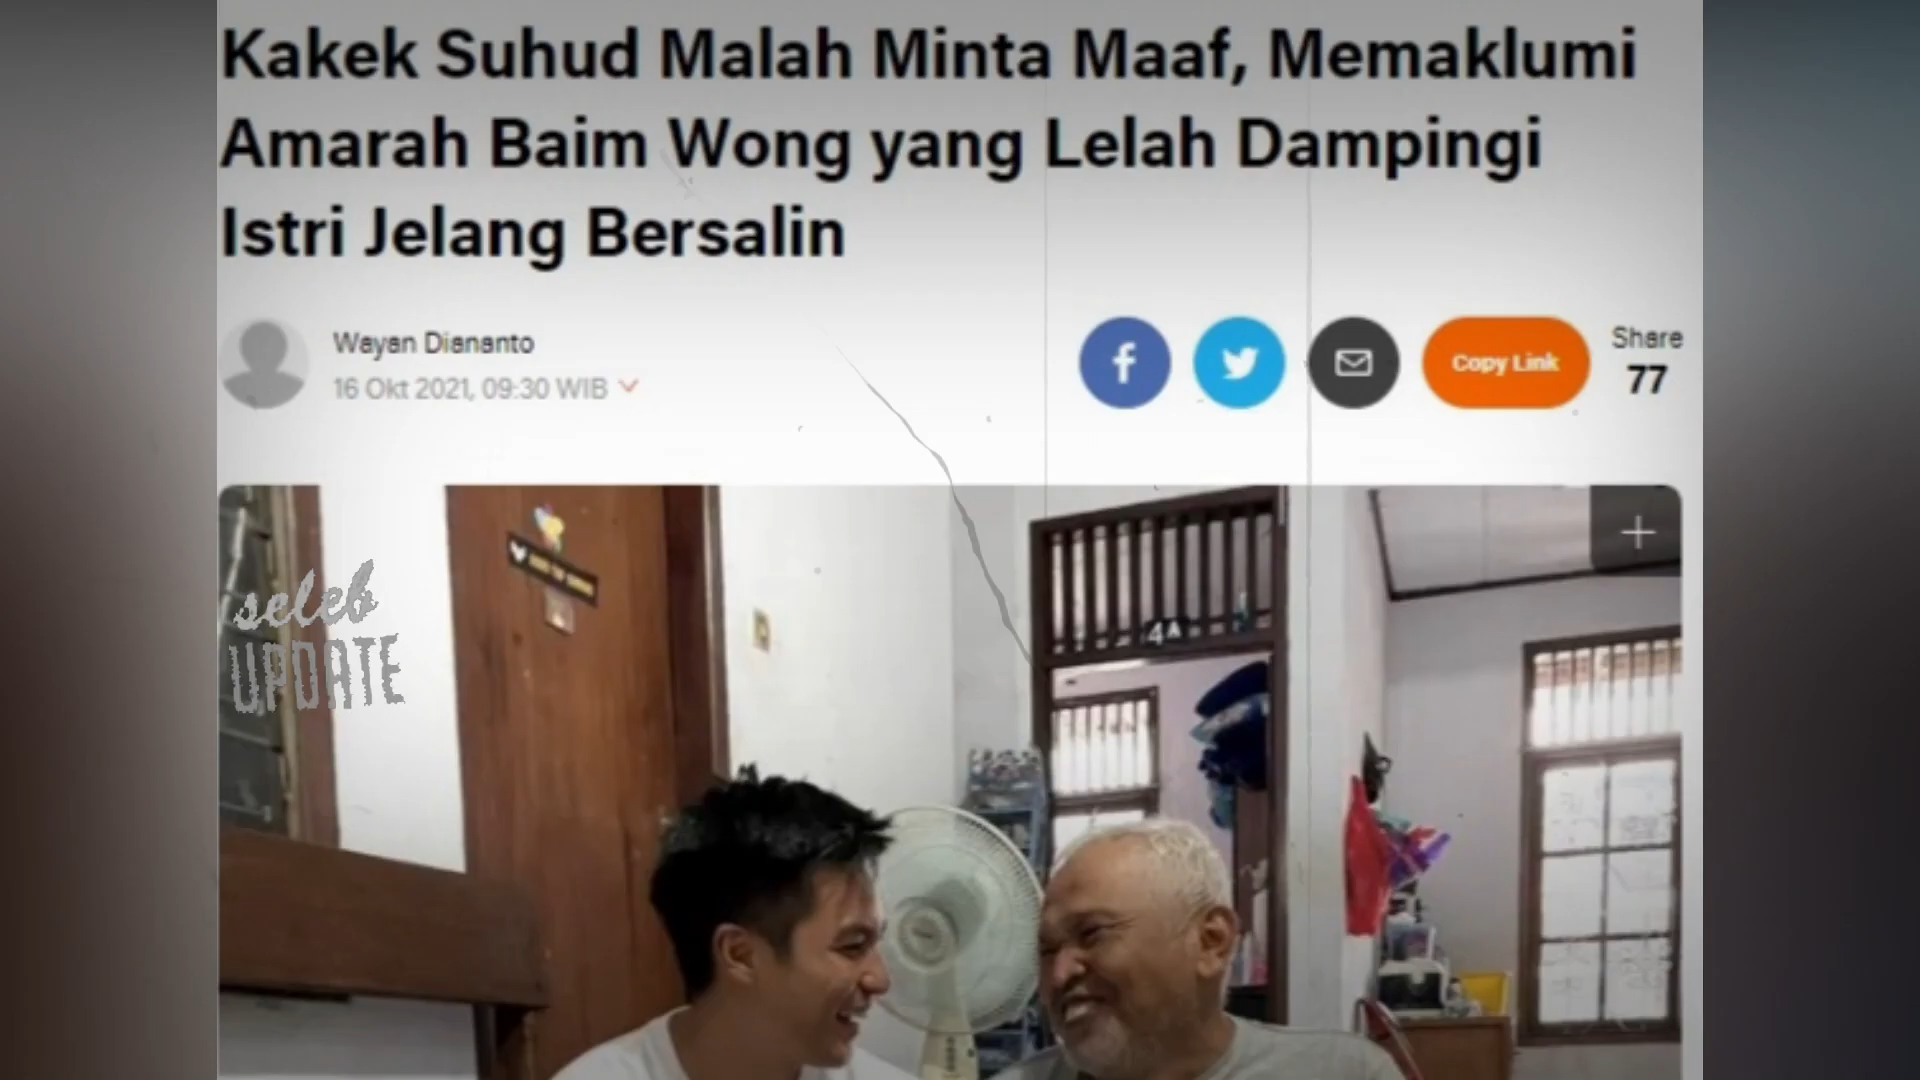 Kakek Suhud Malah Minta Maaf, Memaklumi
Amarah Baim Wong yang Lelah Dampingi
Istri Jelang Bersalin
Wayan Diananto
16 Okt 2021, 09:30 WIB
Copy Link
Share
77
seleb
UPDATE
4A